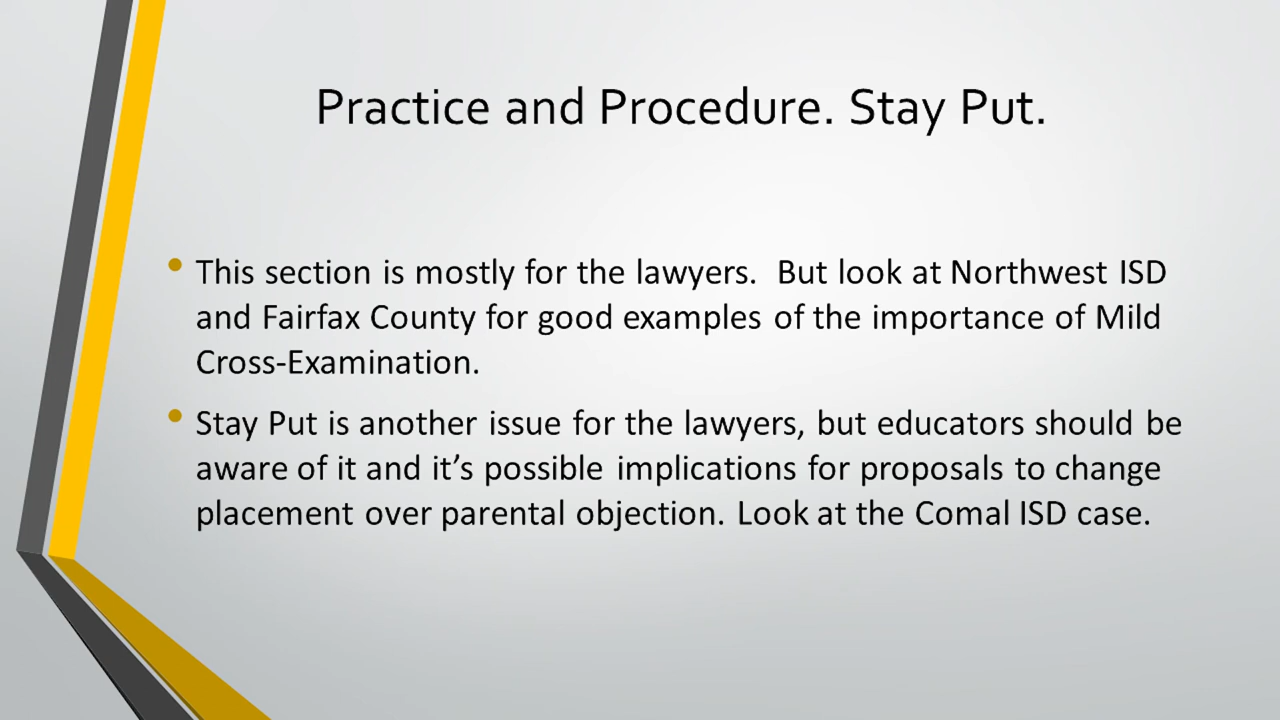 Practice and Procedure. Stay Put.
• This section is mostly for the lawyers.  But look at Northwest ISD
and Fairfax County for good examples of the importance of Mild
Cross-Examination.
• Stay Put is another issue for the lawyers, but educators should be
aware of it and it’s possible implications for proposals to change
placement over parental objection. Look at the Comal ISD case.